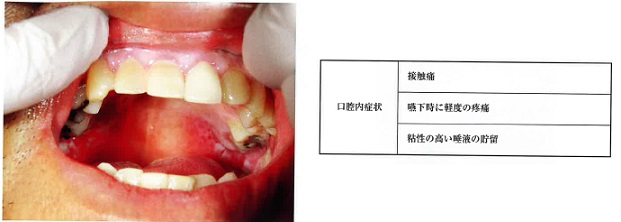 口腔内症状
接触痛
嚥下時に軽度の疼痛
粘性の高い唾液の貯留